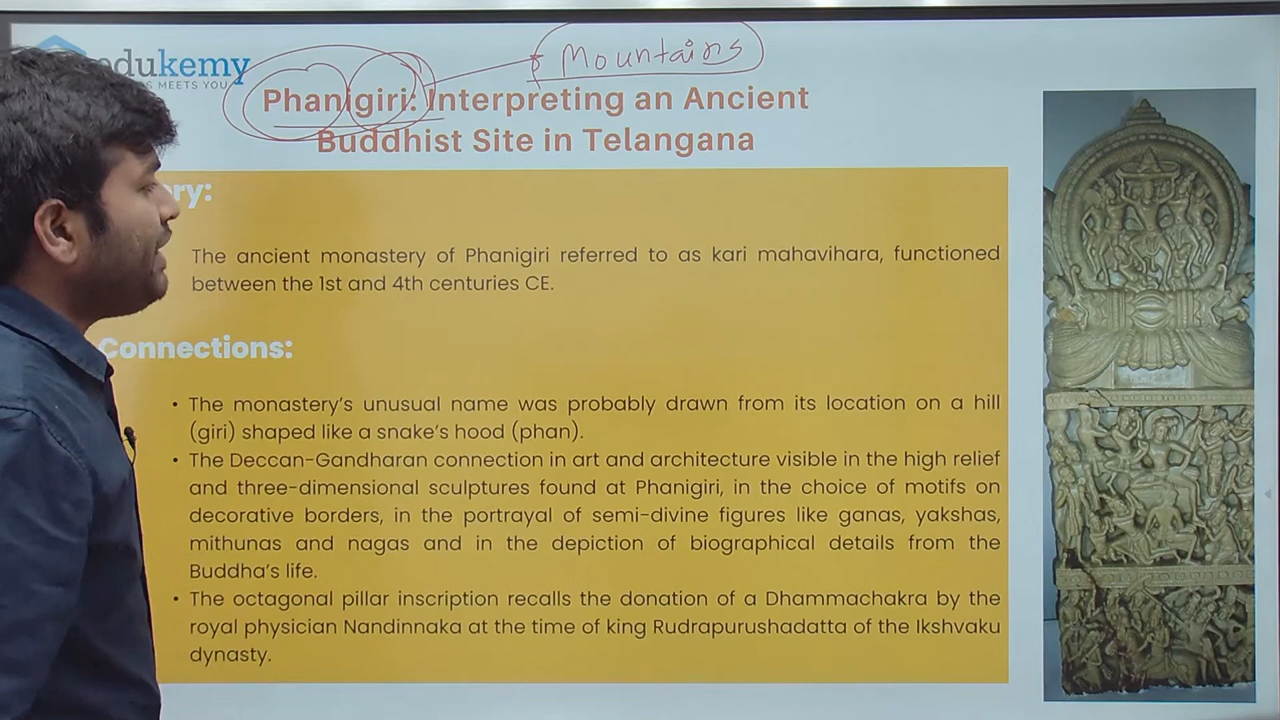 edukemy
S MEETS YOU
Mountains
Phanigiri: Interpreting an Ancient
Buddhist Site in Telangana
ry:
The ancient monastery of Phanigiri referred to as kari mahavihara, functioned
between the 1st and 4th centuries CE.
Connections:
• The monastery's unusual name was probably drawn from its location on a hill
(giri) shaped like a snake's hood (phan).
• The Deccan-Gandharan connection in art and architecture visible in the high relief
and three-dimensional sculptures found at Phanigiri, in the choice of motifs on
decorative borders, in the portrayal of semi-divine figures like ganas, yakshas,
mithunas and nagas and in the depiction of biographical details from the
Buddha's life.
• The octagonal pillar inscription recalls the donation of a Dhammachakra by the
royal physician Nandinnaka at the time of king Rudrapurushadatta of the Ikshvaku
dynasty.